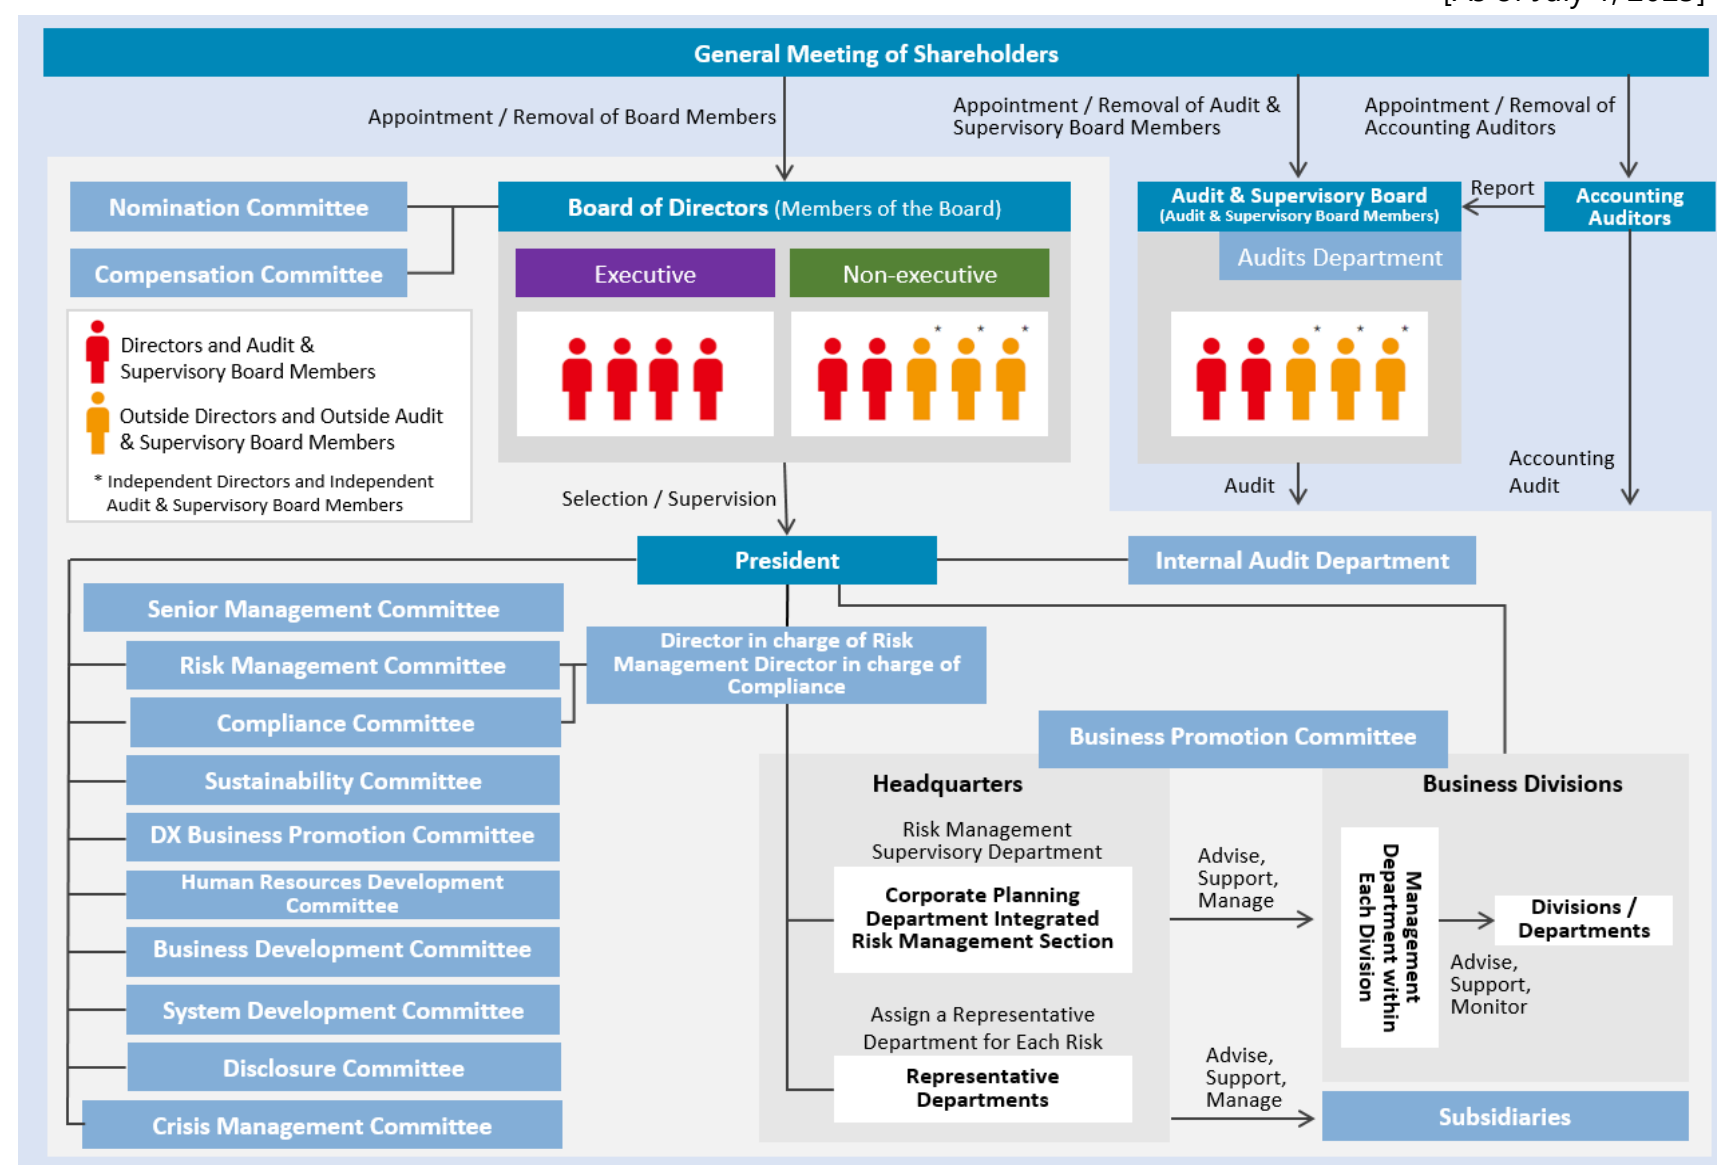 [As of July 1, 2023]
General Meeting of Shareholders
Appointment / Removal of Board Members
Appointment / Removal of Audit &
Supervisory Board Members
Appointment / Removal of
Accounting Auditors
Nomination Committee
Compensation Committee
Board of Directors (Members of the Board)
Executive
Non-executive
* * *
Audit & Supervisory Board
(Audit & Supervisory Board Members)
Audits Department
* * *
Report
Accounting
Auditors
Directors and Audit &
Supervisory Board Members
Outside Directors and Outside Audit
& Supervisory Board Members
* Independent Directors and Independent
Audit & Supervisory Board Members
Selection / Supervision
Audit
Accounting
Audit
President
Internal Audit Department
Senior Management Committee
Risk Management Committee
Compliance Committee
Sustainability Committee
DX Business Promotion Committee
Human Resources Development
Committee
Business Development Committee
System Development Committee
Disclosure Committee
Crisis Management Committee
Director in charge of Risk
Management Director in charge of
Compliance
Business Promotion Committee
Headquarters
Risk Management
Supervisory Department
Corporate Planning
Department Integrated
Risk Management Section
Assign a Representative
Department for Each Risk
Representative
Departments
Advise,
Support,
Manage
Advise,
Support,
Manage
Business Divisions
Management
Department within
Each Division
Divisions /
Departments
Advise,
Support,
Monitor
Subsidiaries